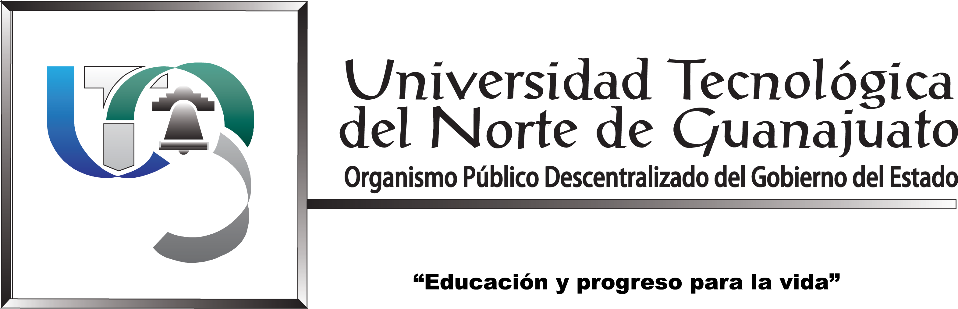 Universidad Tecnológica
del Norte de Guanajuato
Organismo Público Descentralizado del Gobierno del Estado
“Educación y progreso para la vida”